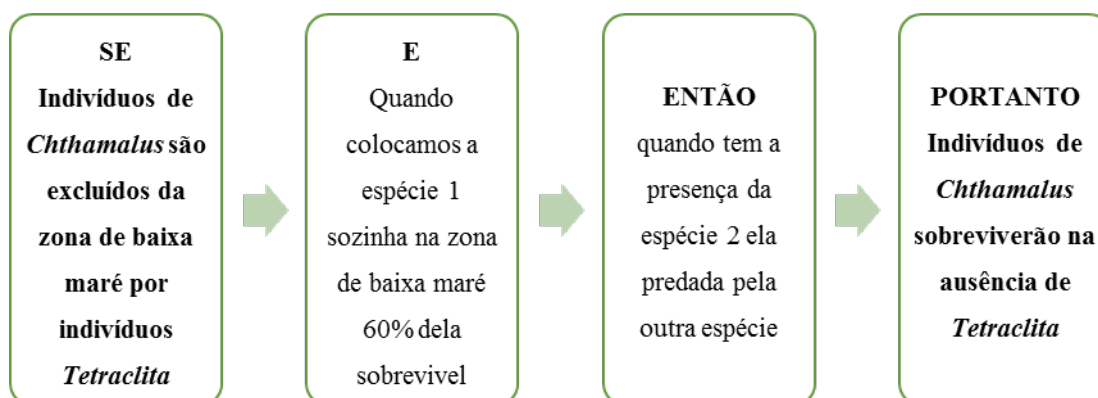 SE
Indivíduos de
Chthamalus são
excluídos da
zona de baixa
maré por
indivíduos
Tetraclita
E
Quando
colocamos a
espécie 1
sozinha na zona
de baixa maré
60% dela
sobrevivel
ENTÃO
quando tem a
presença da
espécie 2 ela
predada pela
outra espécie
PORTANTO
Indivíduos de
Chthamalus
sobreviverão na
ausência de
Tetraclita